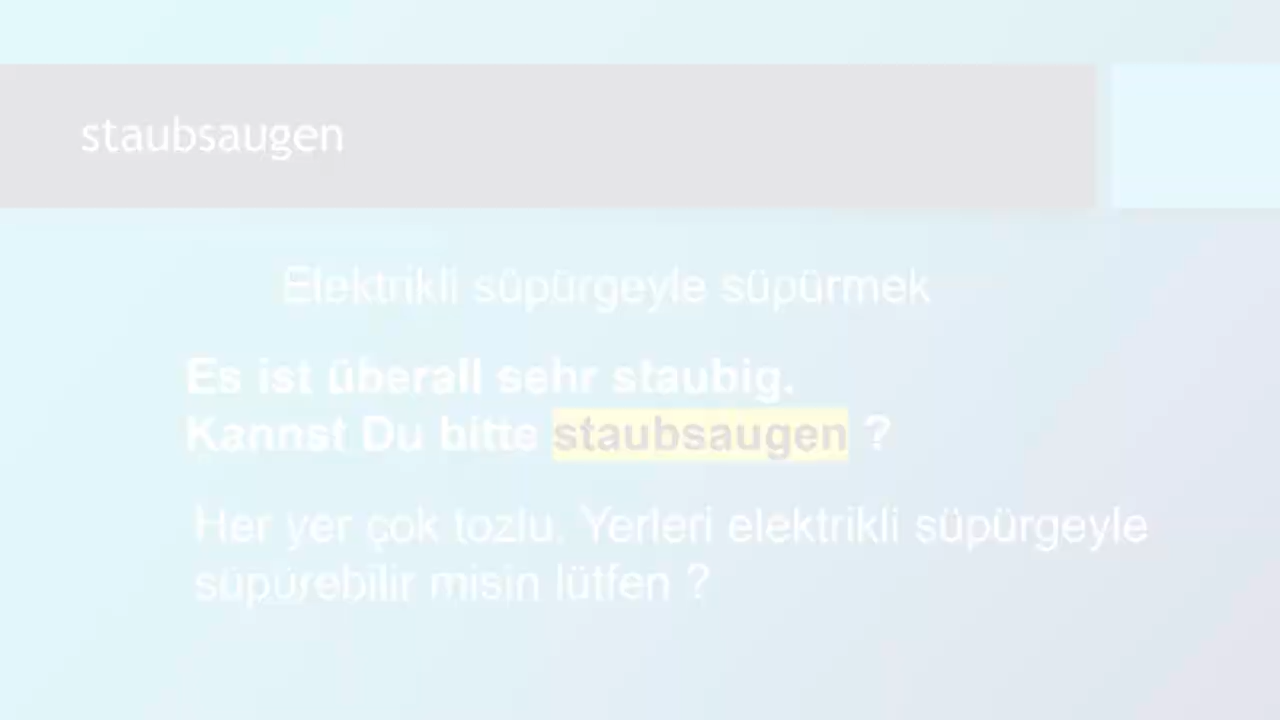 staubsaugen
Elektrikli süpürgeyle süpürmek
Es ist überall sehr staubig.
Kannst Du bitte staubsaugen ?
Her yer çok tozlu. Yerleri elektrikli süpürgeyle
süpürebilir misin lütfen ?